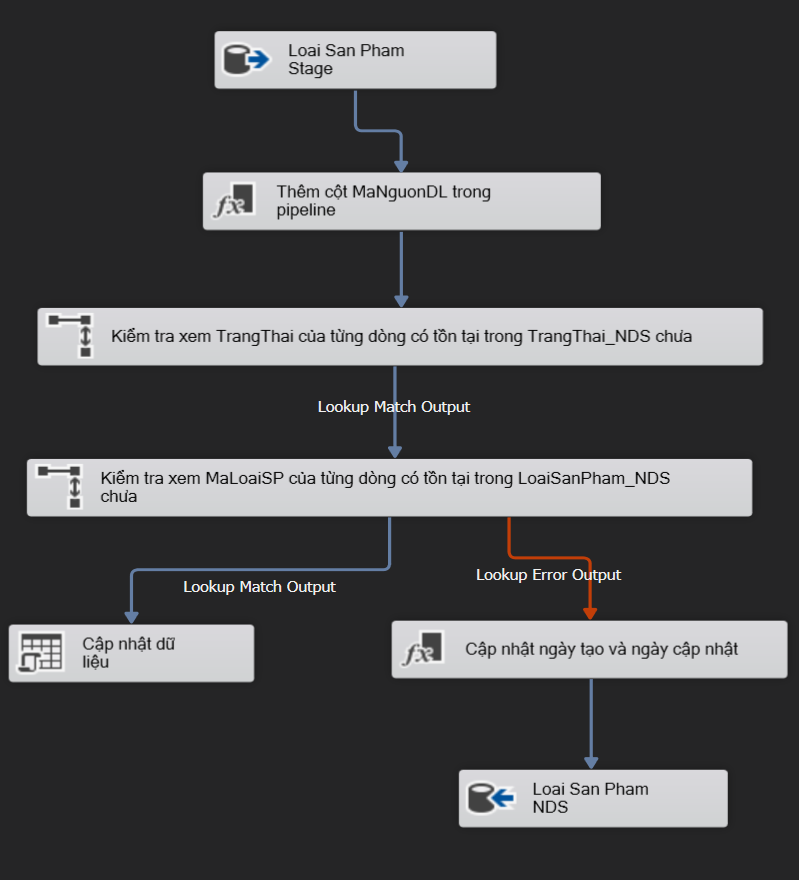 Loai San Pham
Stage
Thêm cột MaNguonDL trong
pipeline
Kiểm tra xem TrangThai của từng dòng có tồn tại trong TrangThai_NDS chưa
Lookup Match Output
Kiểm tra xem MaLoaiSP của từng dòng có tồn tại trong LoaiSanPham_NDS
chưa
Lookup Match Output
Lookup Error Output
Cập nhật dữ
liệu
Cập nhật ngày tạo và ngày cập nhật
Loai San Pham
NDS